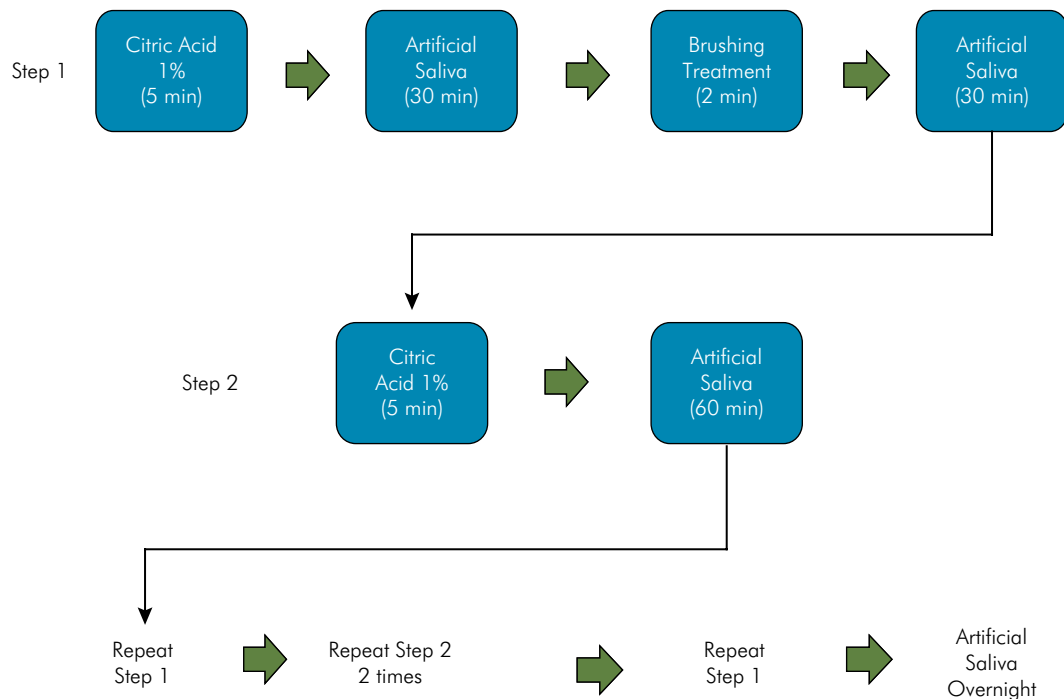 Step 1
Citric Acid
1%
(5 min)
Artificial
Saliva
(30 min)
Brushing
Treatment
(2 min)
Artificial
Saliva
(30 min)
Step 2
Citric
Acid 1%
(5 min)
Artificial
Saliva
(60 min)
Repeat
Step 1
Repeat Step 2
2 times
Repeat
Step 1
Artificial
Saliva
Overnight